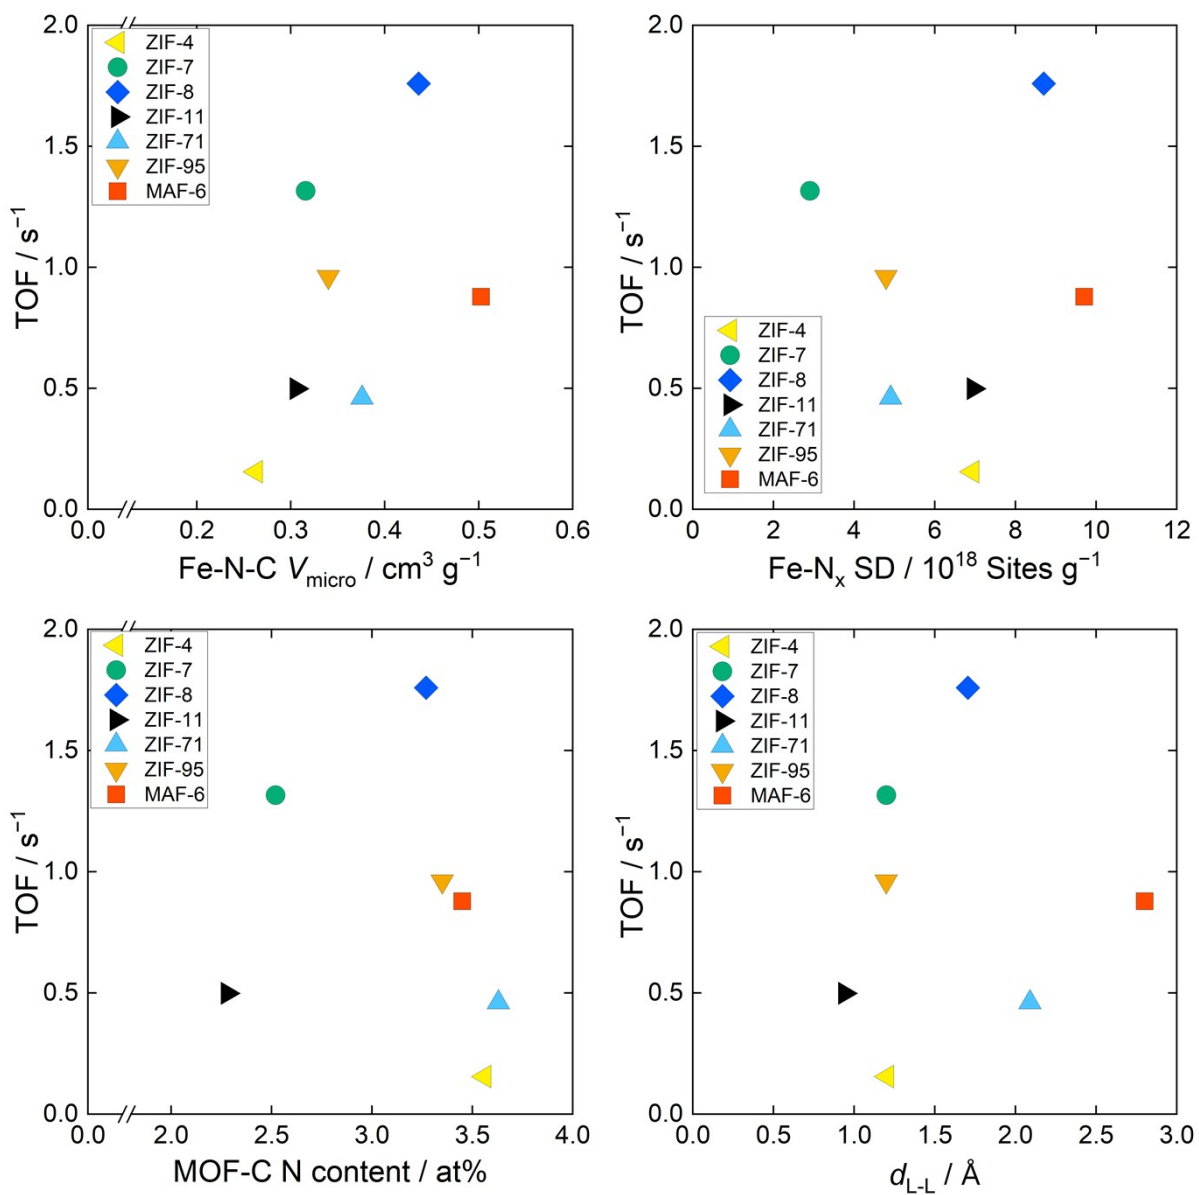 2.0
1.5
1.0
0.5
0.0
TOF / s⁻¹
ZIF-4
ZIF-7
ZIF-8
ZIF-11
ZIF-71
ZIF-95
MAF-6
0.0 0.2 0.3 0.4 0.5 0.6
Fe-N-C V_micro / cm³ g⁻¹
2.0
1.5
1.0
0.5
0.0
TOF / s⁻¹
ZIF-4
ZIF-7
ZIF-8
ZIF-11
ZIF-71
ZIF-95
MAF-6
0 2 4 6 8 10 12
Fe-Nₓ SD / 10¹⁸ Sites g⁻¹
2.0
1.5
1.0
0.5
0.0
TOF / s⁻¹
ZIF-4
ZIF-7
ZIF-8
ZIF-11
ZIF-71
ZIF-95
MAF-6
0.0 2.0 2.5 3.0 3.5 4.0
MOF-C N content / at%
2.0
1.5
1.0
0.5
0.0
TOF / s⁻¹
ZIF-4
ZIF-7
ZIF-8
ZIF-11
ZIF-71
ZIF-95
MAF-6
0.0 0.5 1.0 1.5 2.0 2.5 3.0
d_L-L / Å